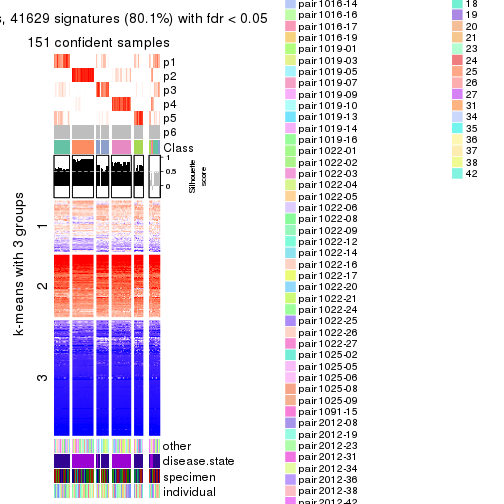 s, 41629 signatures (80.1%) with fdr < 0.05
151 confident samples
p1
p2
p3
p4
p5
p6
Class
1
0.5
0
Silhouette
score
k-means with 3 groups
1
2
3
other
disease.state
specimen
individual
pair1016-14
pair1016-16
pair1016-17
pair1016-19
pair1019-01
pair1019-03
pair1019-05
pair1019-07
pair1019-09
pair1019-10
pair1019-13
pair1019-14
pair1019-16
pair1022-01
pair1022-02
pair1022-03
pair1022-04
pair1022-05
pair1022-06
pair1022-08
pair1022-09
pair1022-12
pair1022-14
pair1022-16
pair1022-17
pair1022-20
pair1022-21
pair1022-24
pair1022-25
pair1022-26
pair1022-27
pair1025-02
pair1025-05
pair1025-06
pair1025-08
pair1025-09
pair1091-15
pair2012-08
pair2012-19
pair2012-23
pair2012-31
pair2012-34
pair2012-36
pair2012-38
pair2012-42
18
19
20
21
23
24
25
26
27
31
34
35
36
37
38
42